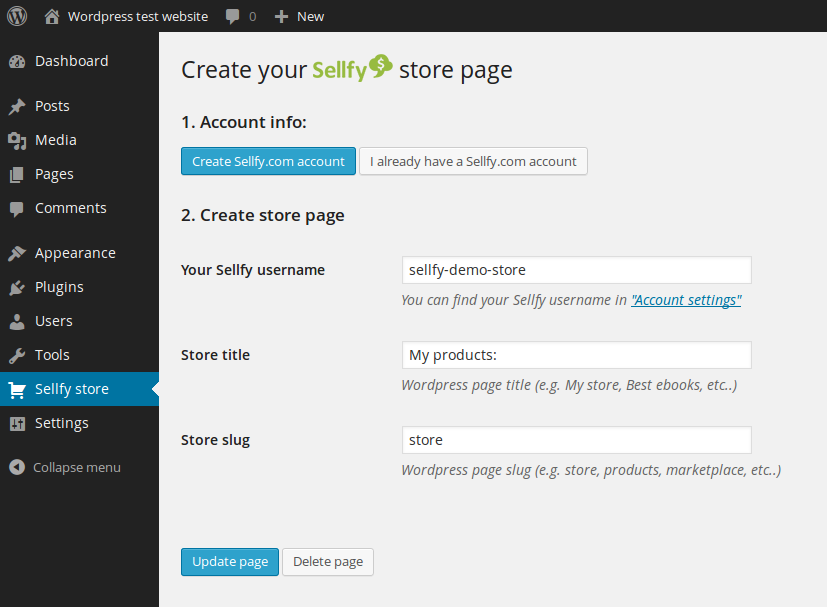 Wordpress test website 0 New
Dashboard
Posts
Media
Pages
Comments
Appearance
Plugins
Users
Tools
Sellfy store
Settings
Collapse menu
Create your Sellfy$ store page
1. Account info:
Create Sellfy.com account I already have a Sellfy.com account
2. Create store page
Your Sellfy username sellfy-demo-store
You can find your Sellfy username in "Account settings"
Store title My products:
Wordpress page title (e.g. My store, Best ebooks, etc..)
Store slug store
Wordpress page slug (e.g. store, products, marketplace, etc..)
Update page Delete page